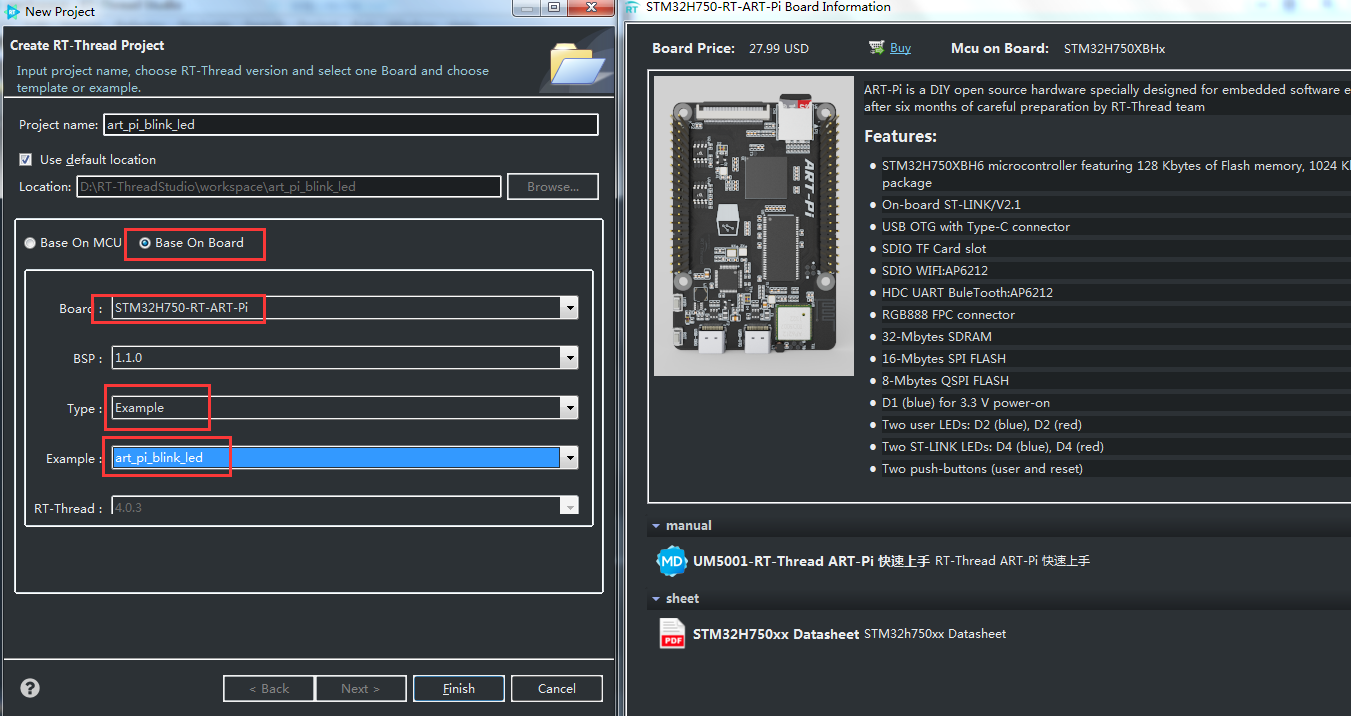 New Project
Create RT-Thread Project
Input project name, choose RT-Thread version and select one Board and choose
template or example.
Project name: art_pi_blink_led
Use default location
Location: D:\RT-ThreadStudio\workspace\art_pi_blink_led Browse...
Base On MCU Base On Board
Board : STM32H750-RT-ART-Pi
BSP : 1.1.0
Type : Example
Example : art_pi_blink_led
RT-Thread : 4.0.3
< Back Next > Finish Cancel
STM32H750-RT-ART-Pi Board Information
Board Price: 27.99 USD Buy Mcu on Board: STM32H750XBHx
ART-Pi
ART-Pi is a DIY open source hardware specially designed for embedded software e
after six months of careful preparation by RT-Thread team
Features:
STM32H750XBH6 microcontroller featuring 128 Kbytes of Flash memory, 1024 K
package
On-board ST-LINK/V2.1
USB OTG with Type-C connector
SDIO TF Card slot
SDIO WIFI:AP6212
HDC UART BuleTooth:AP6212
RGB888 FPC connector
32-Mbytes SDRAM
16-Mbytes SPI FLASH
8-Mbytes QSPI FLASH
D1 (blue) for 3.3 V power-on
Two user LEDs: D2 (blue), D2 (red)
Two ST-LINK LEDs: D4 (blue), D4 (red)
Two push-buttons (user and reset)
manual
MD UM5001-RT-Thread ART-Pi 快速上手 RT-Thread ART-Pi 快速上手
sheet
PDF STM32H750xx Datasheet STM32h750xx Datasheet